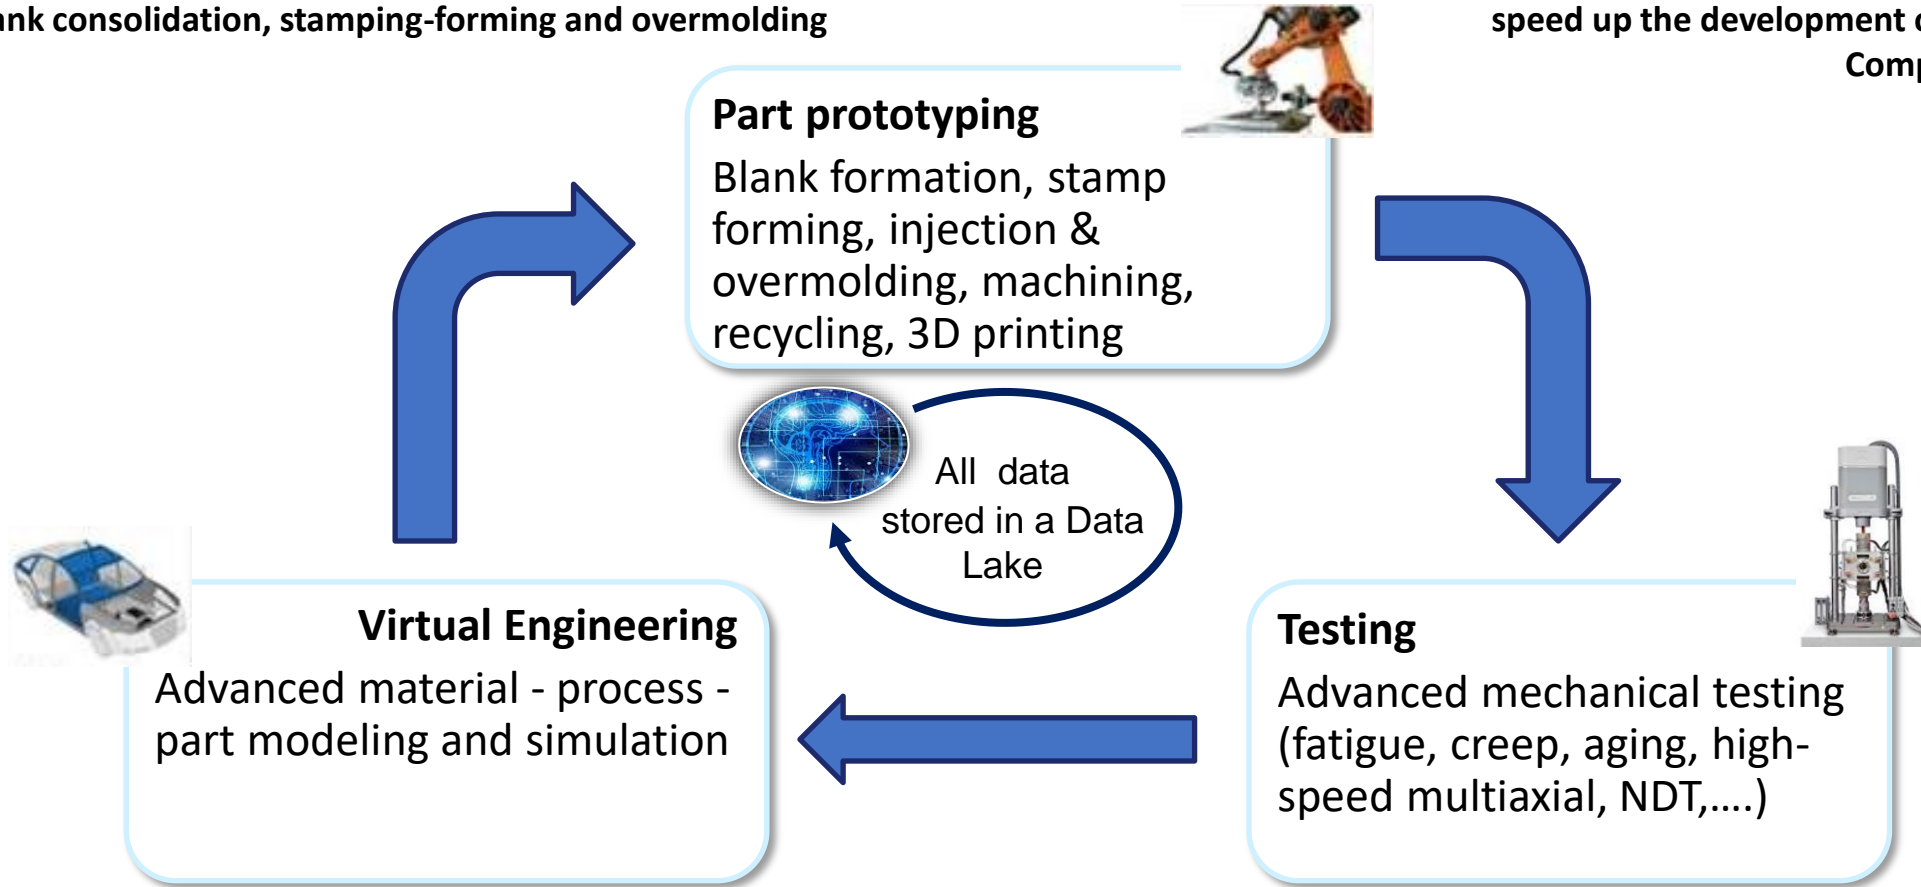 consolidation, stamping-forming and overmolding
speed up the development
Part prototyping
Blank formation, stamp
forming, injection &
overmolding, machining,
recycling, 3D printing
All data
stored in a Data
Lake
Virtual Engineering
Advanced material - process -
part modeling and simulation
Testing
Advanced mechanical testing
(fatigue, creep, aging, high-
speed multiaxial, NDT,....)